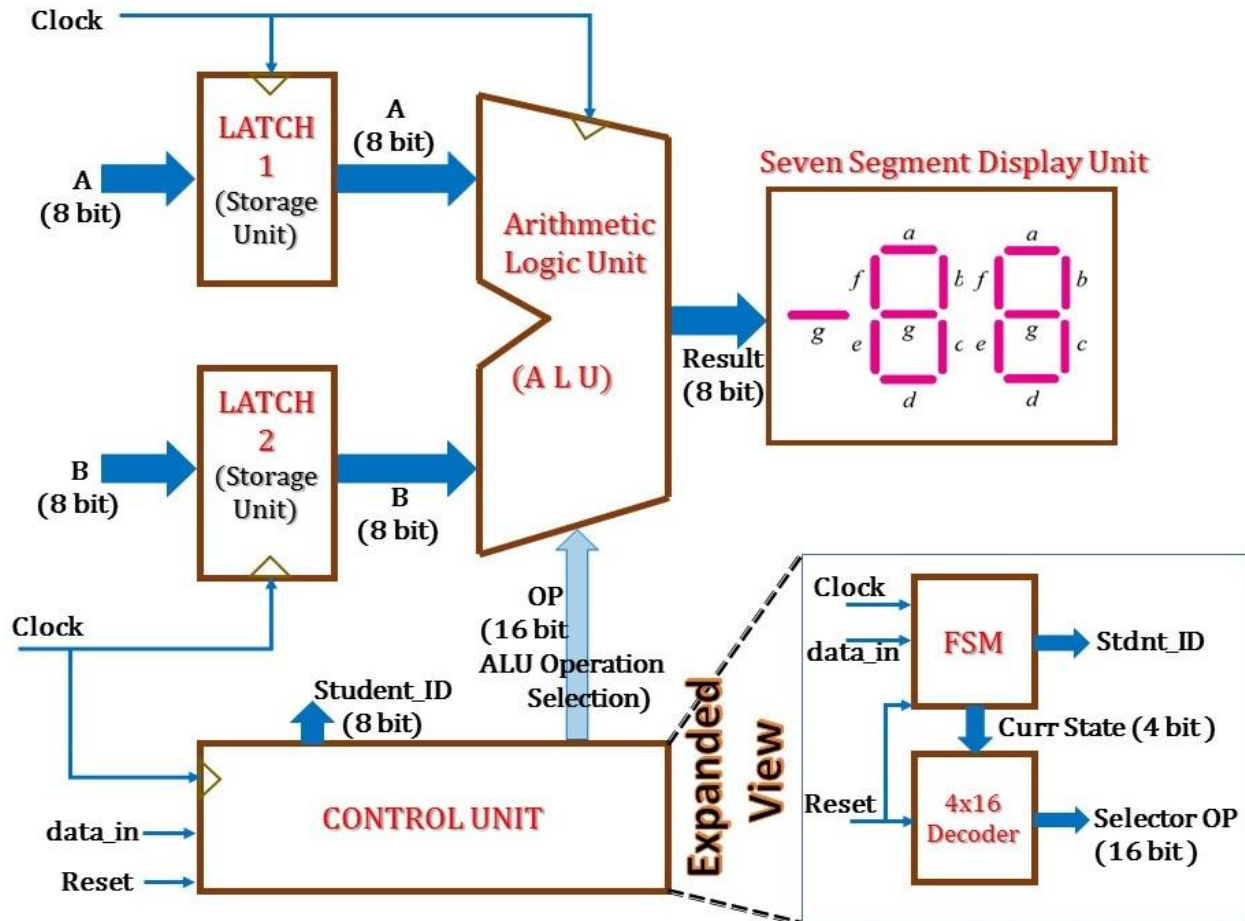 Clock
LATCH
1
(Storage
Unit)
A
(8 bit)
A
(8 bit)
Arithmetic
Logic Unit
(A L U)
Seven Segment Display Unit
a
a
f
b
f
b
g
g
g
e
c
e
c
d
d
Result
(8 bit)
LATCH
2
(Storage
Unit)
B
(8 bit)
B
(8 bit)
Clock
OP
(16 bit
ALU Operation
Selection)
Student_ID
(8 bit)
CONTROL UNIT
data_in
Reset
Expanded
View
Clock
data_in
FSM
Stdnt_ID
Curr State (4 bit )
Reset
4x16
Decoder
Selector OP
(16 bit )